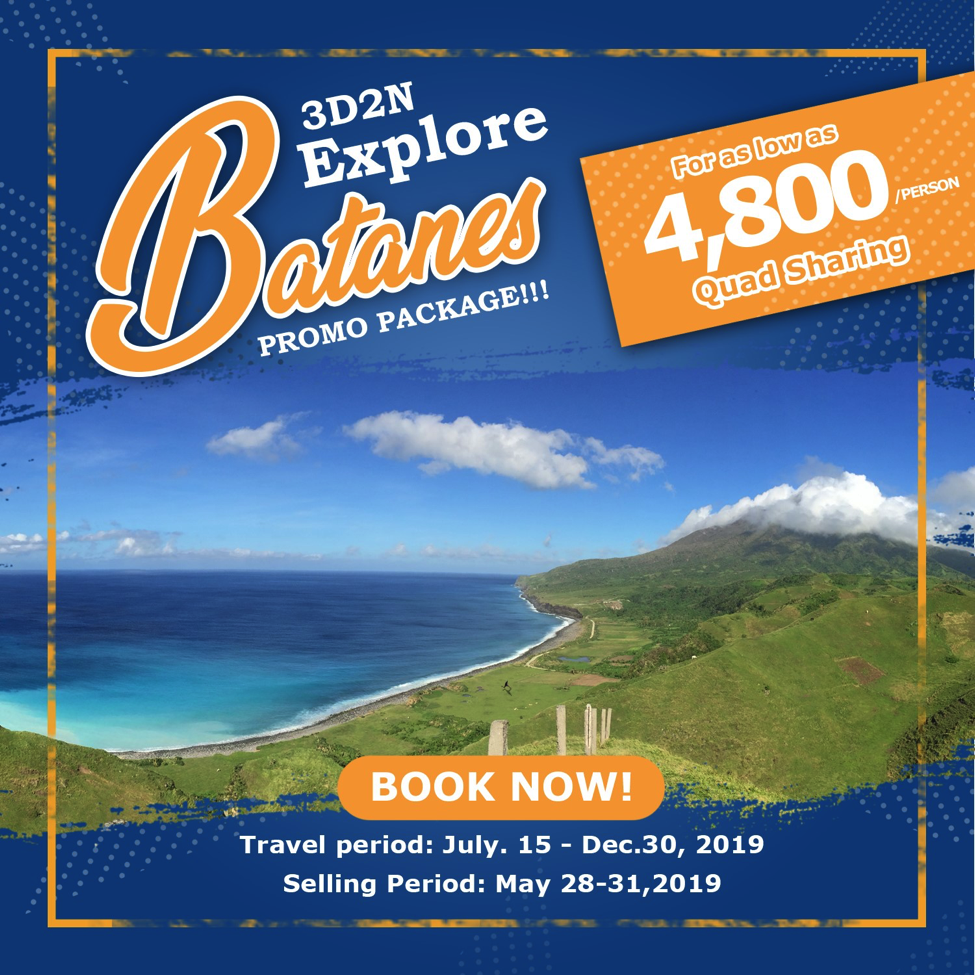 3D2N
Explore
Batanes
PROMO PACKAGE!!!
For as low as
4,800 /PERSON
Quad Sharing
BOOK NOW!
Travel period: July. 15 - Dec.30, 2019
Selling Period: May 28-31,2019